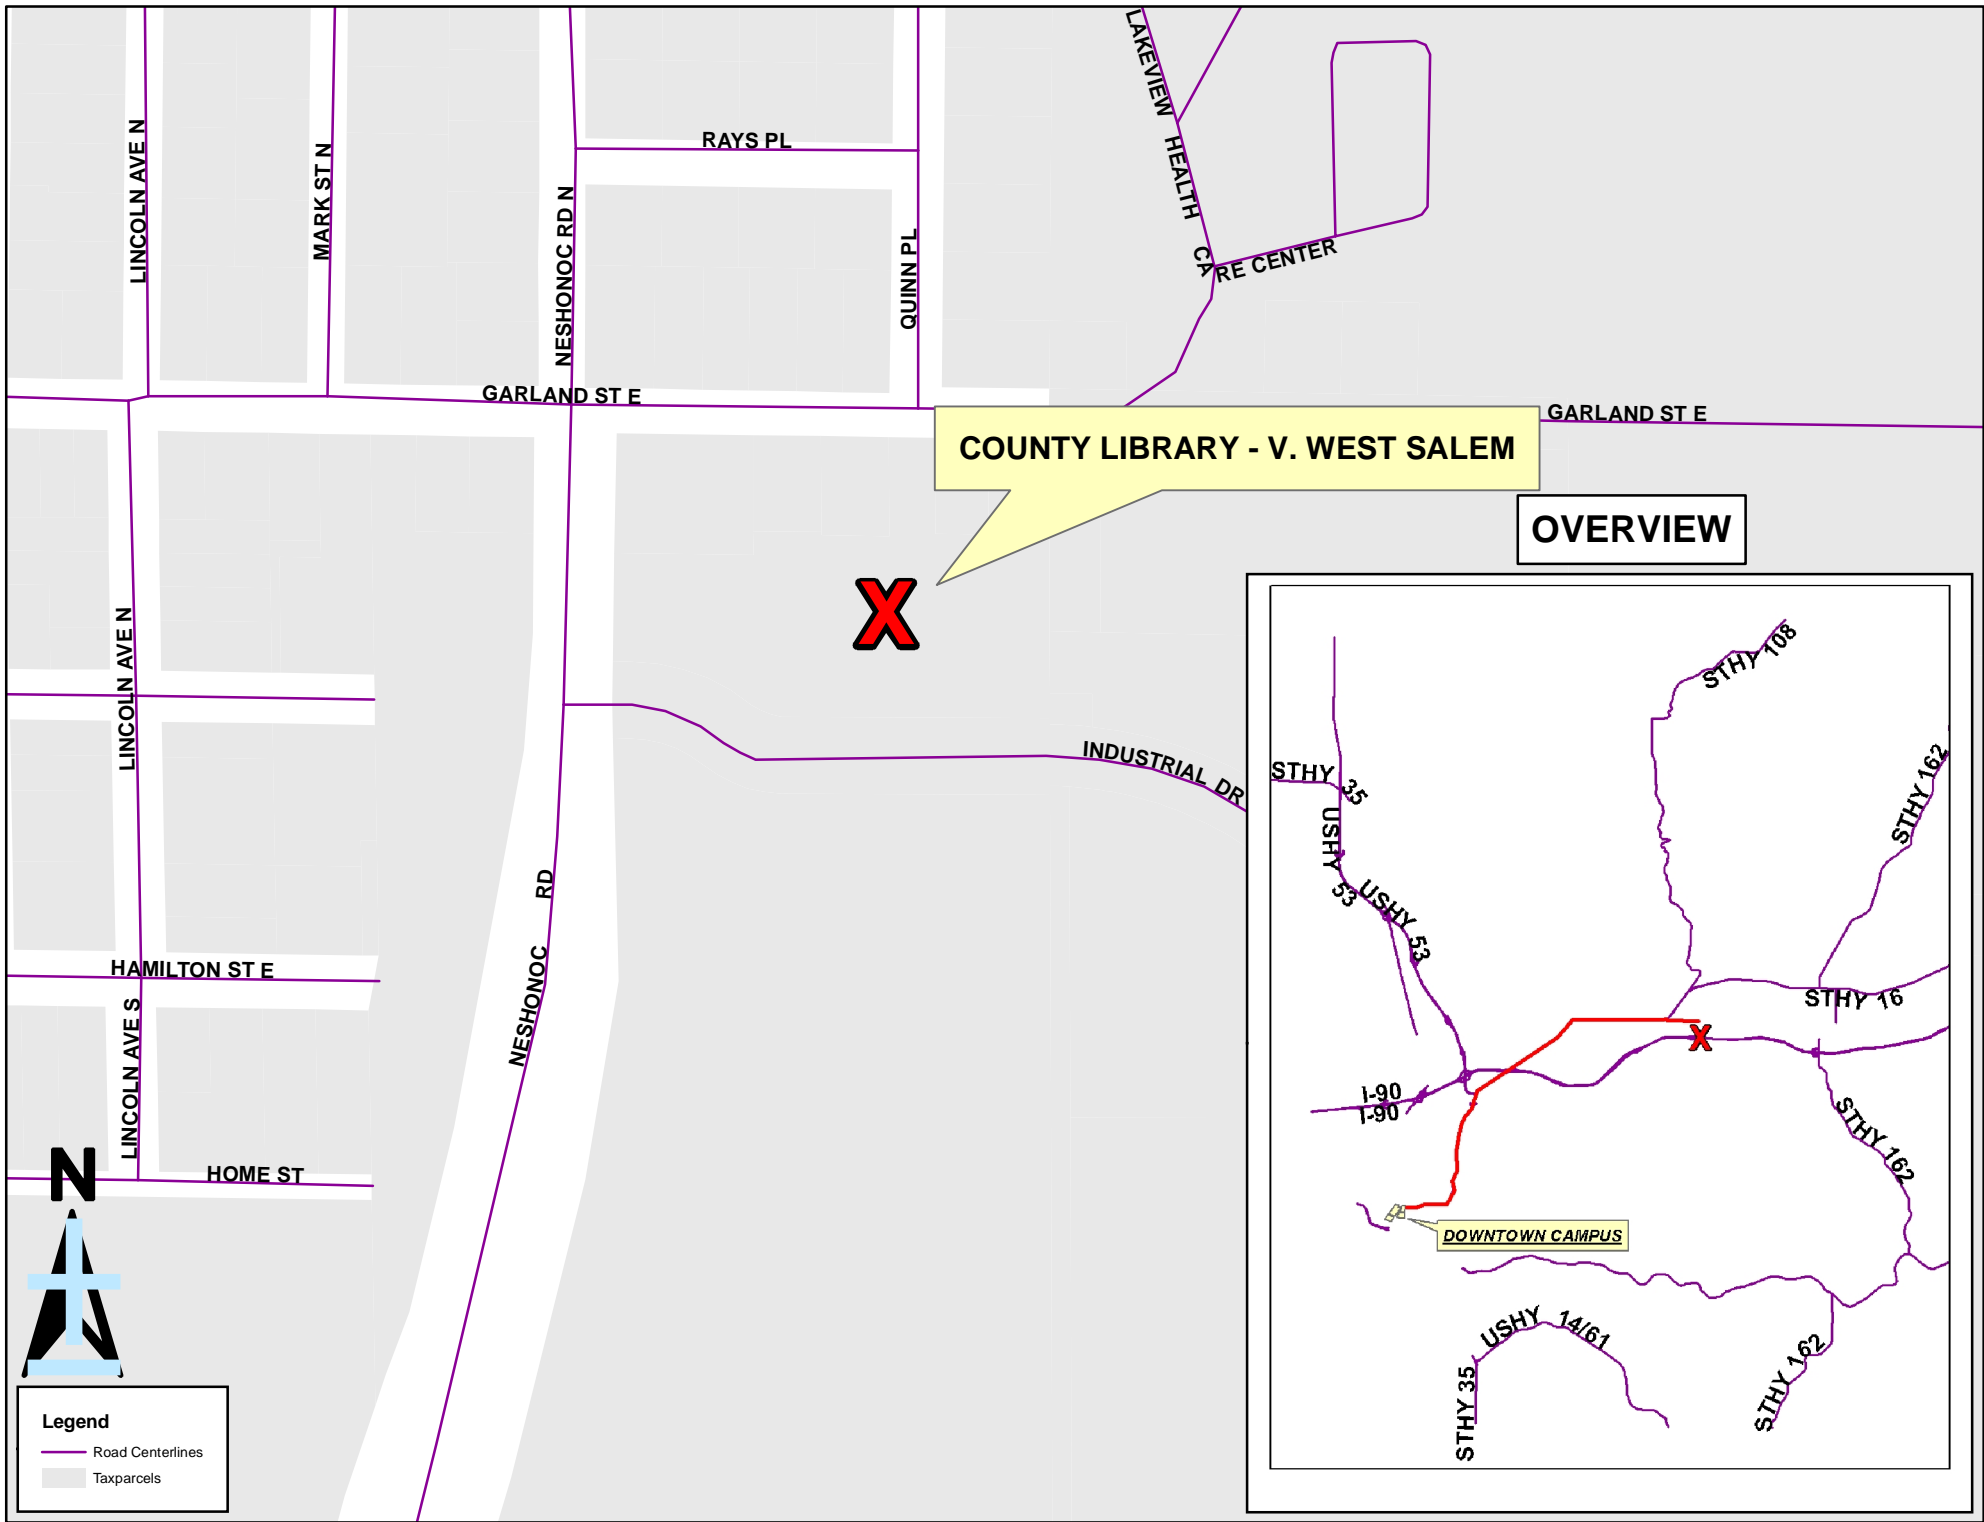 LINCOLN AVE N
MARK ST N
NESHONOC RD N
RAYS PL
QUINN PL
LAKEVIEW HEALTH CARE CENTER
GARLAND ST E
GARLAND ST E
COUNTY LIBRARY - V. WEST SALEM
X
OVERVIEW
LINCOLN AVE N
INDUSTRIAL DR
NESHONOC RD
HAMILTON ST E
LINCOLN AVE S
HOME ST
N
Legend
Road Centerlines
Taxparcels
STHY 108
STHY 35
USHY 53
USHY 53
STHY 162
STHY 16
X
I-90
I-90
STHY 162
DOWNTOWN CAMPUS
USHY 14/61
STHY 35
STHY 162